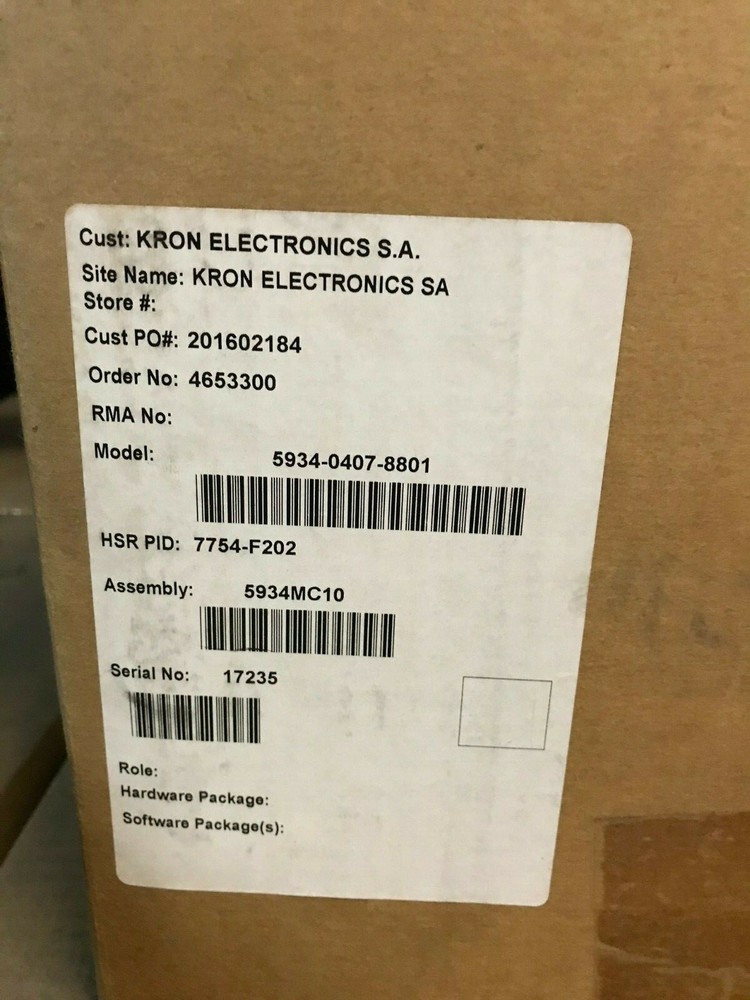 Cust: KRON ELECTRONICS S.A.
Site Name: KRON ELECTRONICS SA
Store #:
Cust PO#: 201602184
Order No: 4653300
RMA No:
Model: 5934-0407-8801
HSR PID: 7754-F202
Assembly: 5934MC10
Serial No: 17235
Role:
Hardware Package:
Software Package(s):